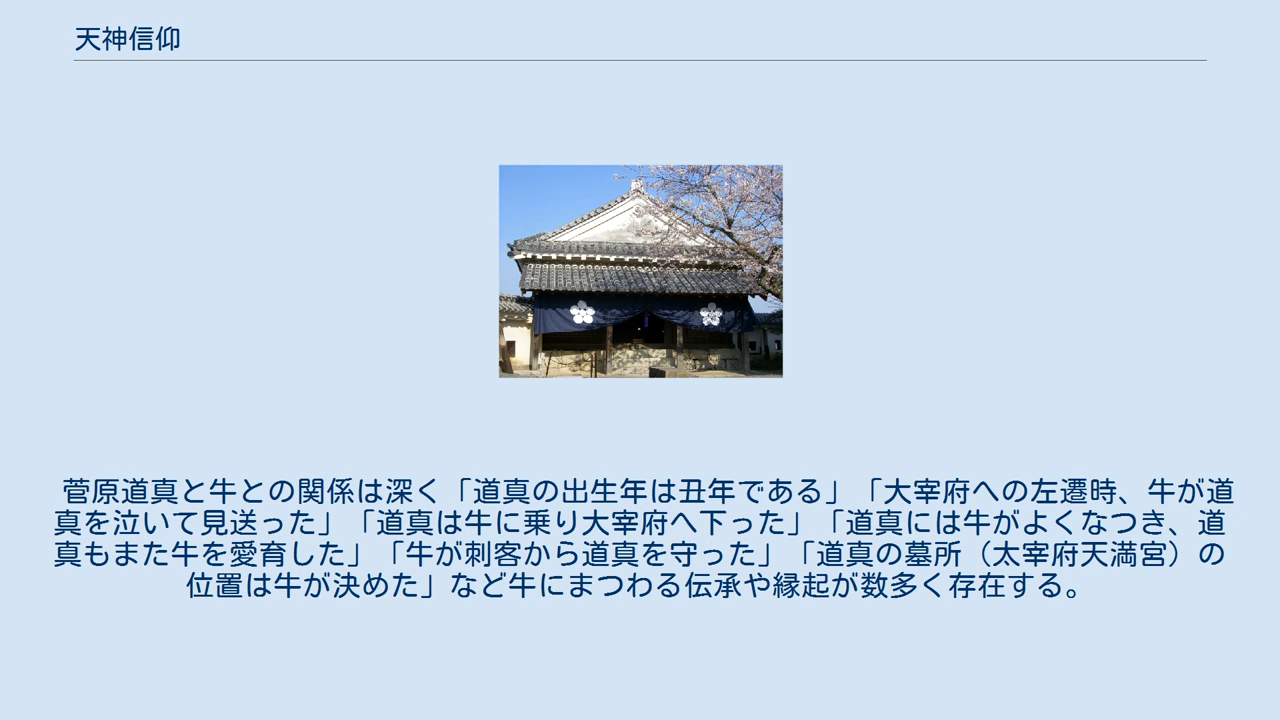 天神信仰
菅原道真と牛との関係は深く「道真の出生年は丑年である」「大宰府への左遷時、牛が道
真を泣いて見送った」「道真は牛に乗り大宰府へ下った」「道真には牛がよくなつき、道
真もまた牛を愛育した」「牛が刺客から道真を守った」「道真の墓所（太宰府天満宮）の
位置は牛が決めた」など牛にまつわる伝承や縁起が数多く存在する。